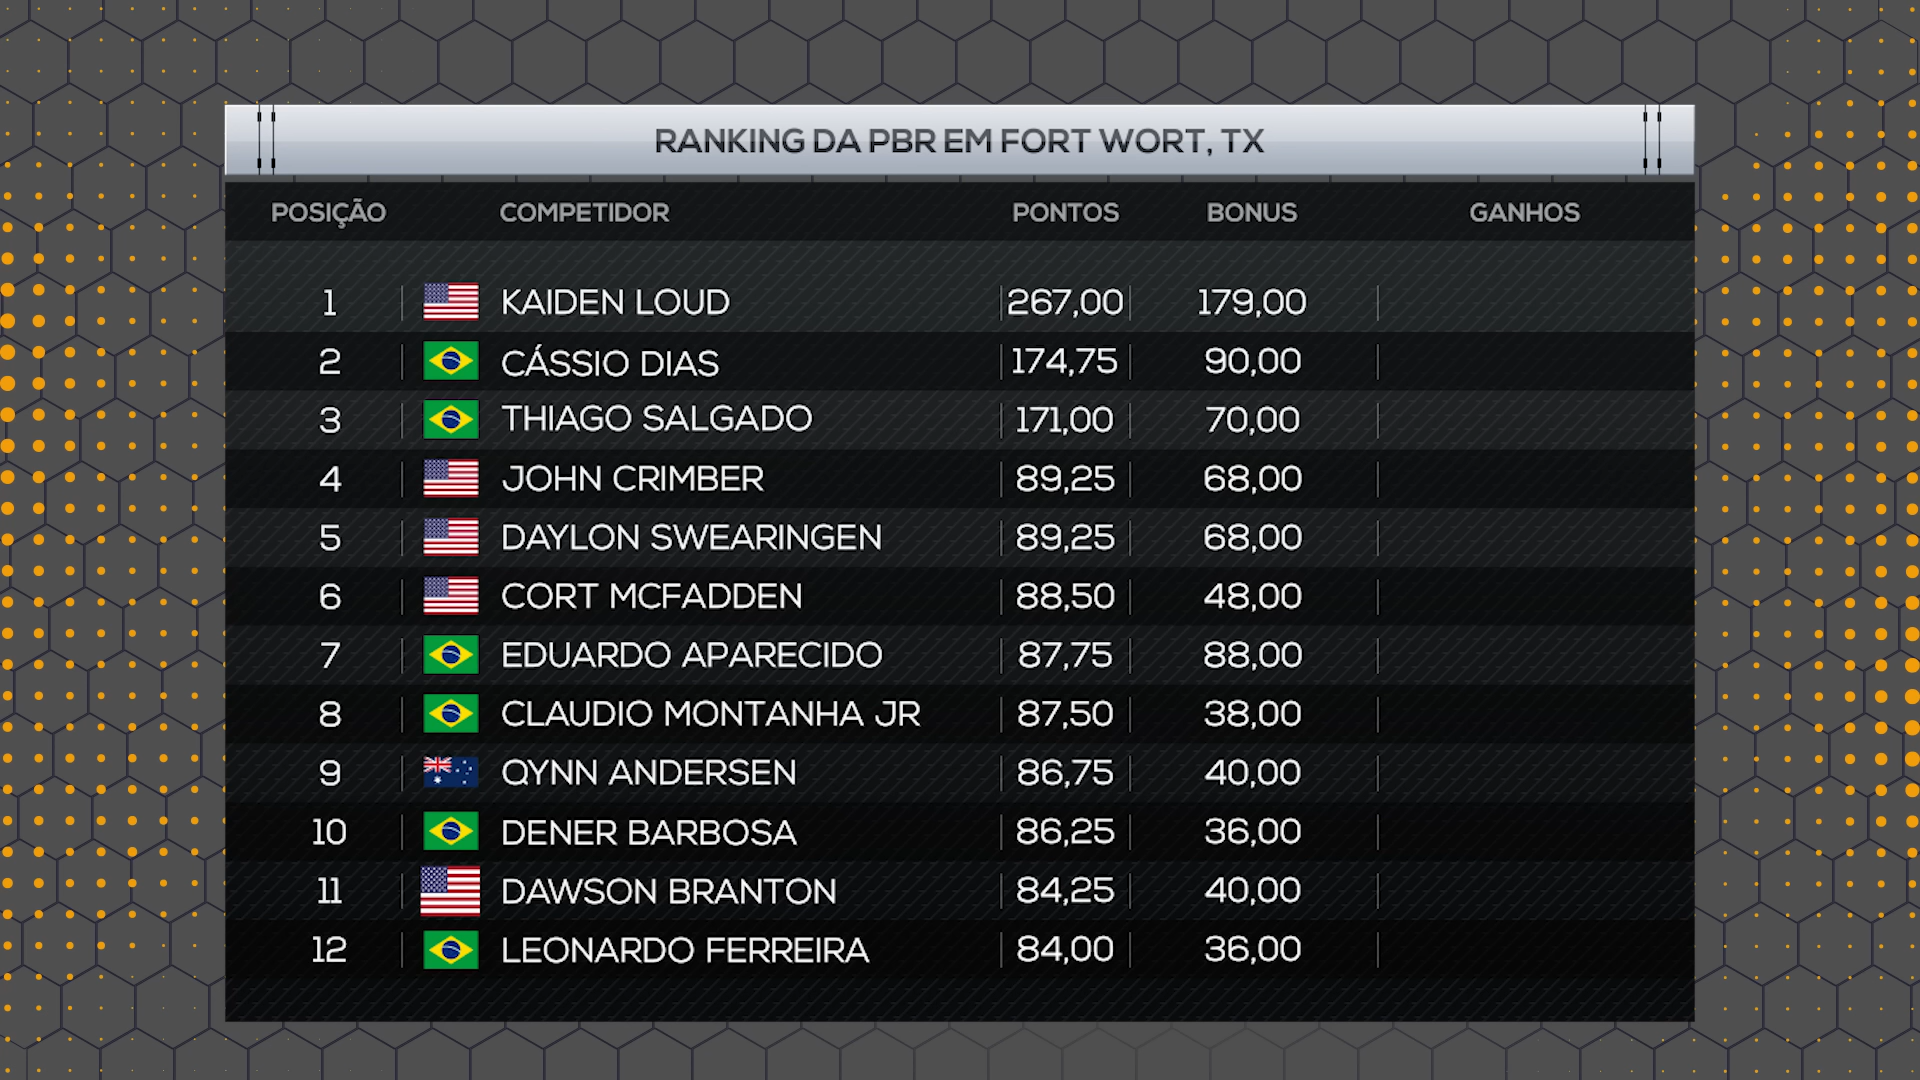 RANKING DA PBR EM FORT WORT, TX
POSIÇÃO COMPETIDOR PONTOS BONUS GANHOS
1 KAIDEN LOUD 267,00 179,00
2 CÁSSIO DIAS 174,75 90,00
3 THIAGO SALGADO 171,00 70,00
4 JOHN CRIMBER 89,25 68,00
5 DAYLON SWEARINGEN 89,25 68,00
6 CORT MCFADDEN 88,50 48,00
7 EDUARDO APARECIDO 87,75 88,00
8 CLAUDIO MONTANHA JR 87,50 38,00
9 QYNN ANDERSEN 86,75 40,00
10 DENER BARBOSA 86,25 36,00
11 DAWSON BRANTON 84,25 40,00
12 LEONARDO FERREIRA 84,00 36,00